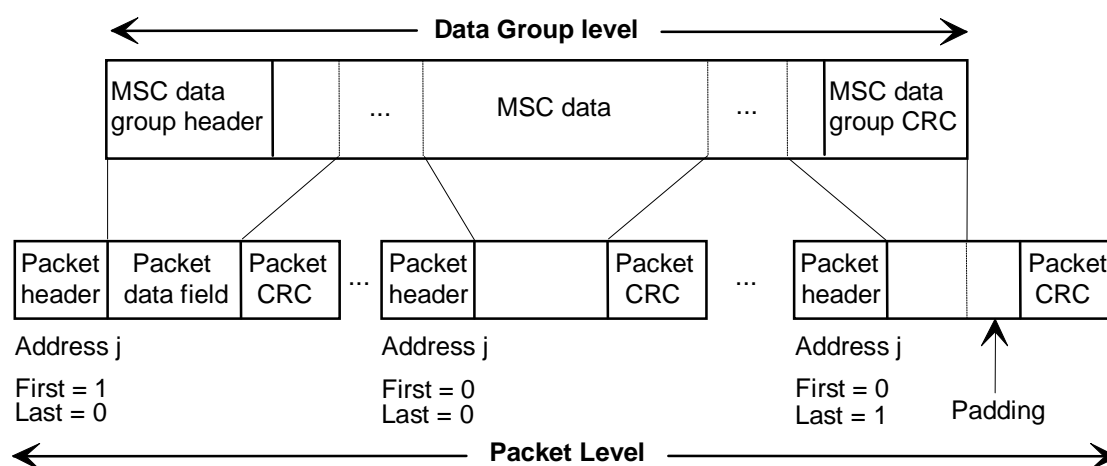 Data Group level
MSC data
group header
...
MSC data
...
MSC data
group CRC
Packet
header
Packet
data field
Packet
CRC
...
Packet
header
Packet
CRC
...
Packet
header
Packet
CRC
Address j
First = 1
Last = 0
Address j
First = 0
Last = 0
Address j
First = 0
Last = 1
Padding
Packet Level